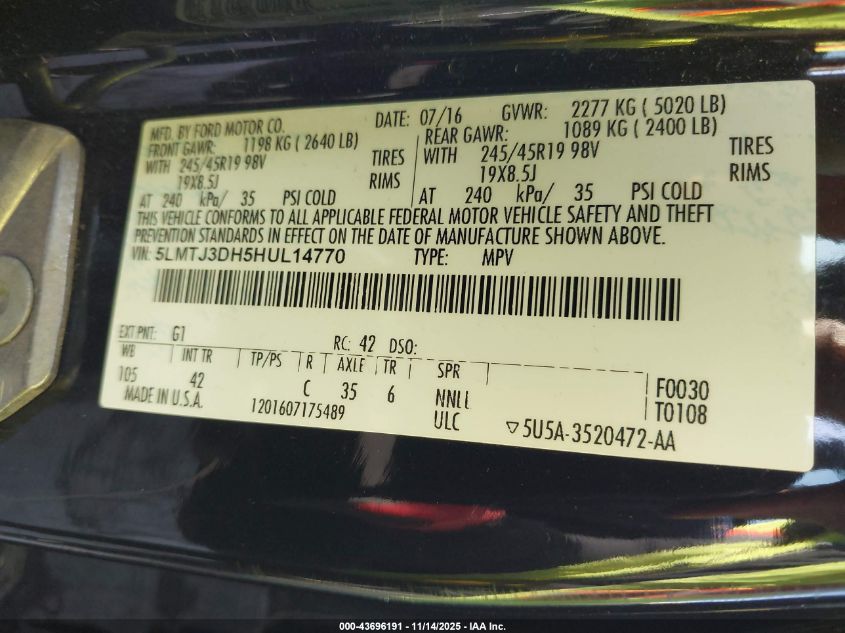 MFD. BY FORD MOTOR CO.
DATE: 07/16 GVWR: 2277 KG ( 5020 LB)
FRONT GAWR: 1198 KG ( 2640 LB)
REAR GAWR: 1089 KG ( 2400 LB)
WITH 245/45R19 98V TIRES
WITH 245/45R19 98V TIRES
19X8.5J RIMS
19X8.5J RIMS
AT 240 kPa/ 35 PSI COLD
AT 240 kPa/ 35 PSI COLD
THIS VEHICLE CONFORMS TO ALL APPLICABLE FEDERAL MOTOR VEHICLE SAFETY AND THEFT
PREVENTION STANDARDS IN EFFECT ON THE DATE OF MANUFACTURE SHOWN ABOVE.
VIN: 5LMTJ3DH5HUL14770 TYPE: MPV
EXT PNT: G1 RC: 42 DSO:
WB INT TR TP/PS R AXLE TR SPR
105 42 C 35 6 NNLL F0030
MADE IN U.S.A. 1201607175489 ULC T0108
▽5U5A-3520472-AA
000-43696191 - 11/14/2025 - IAA Inc.